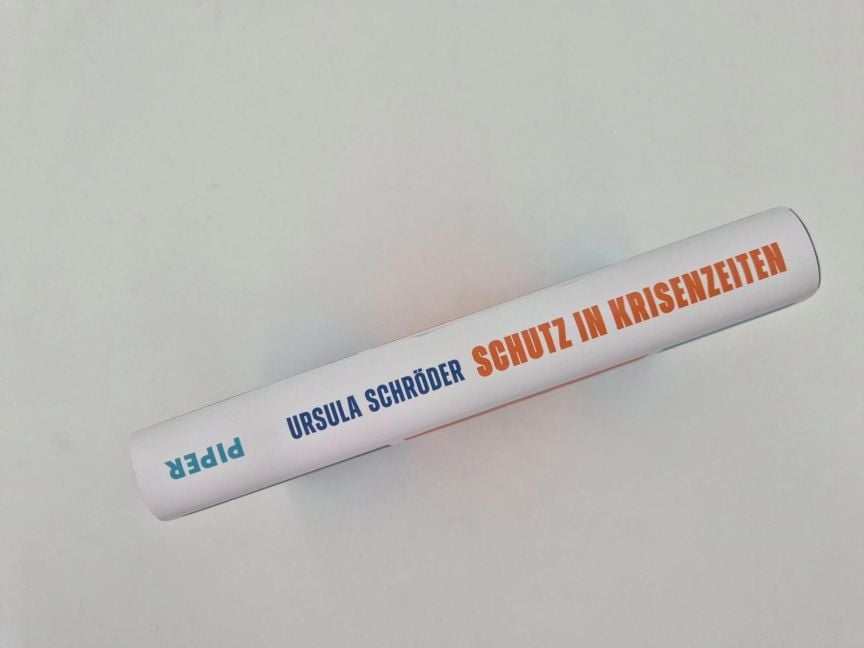 URSULA SCHRÖDER SCHUTZ IN KRISENZEITEN
PIPER